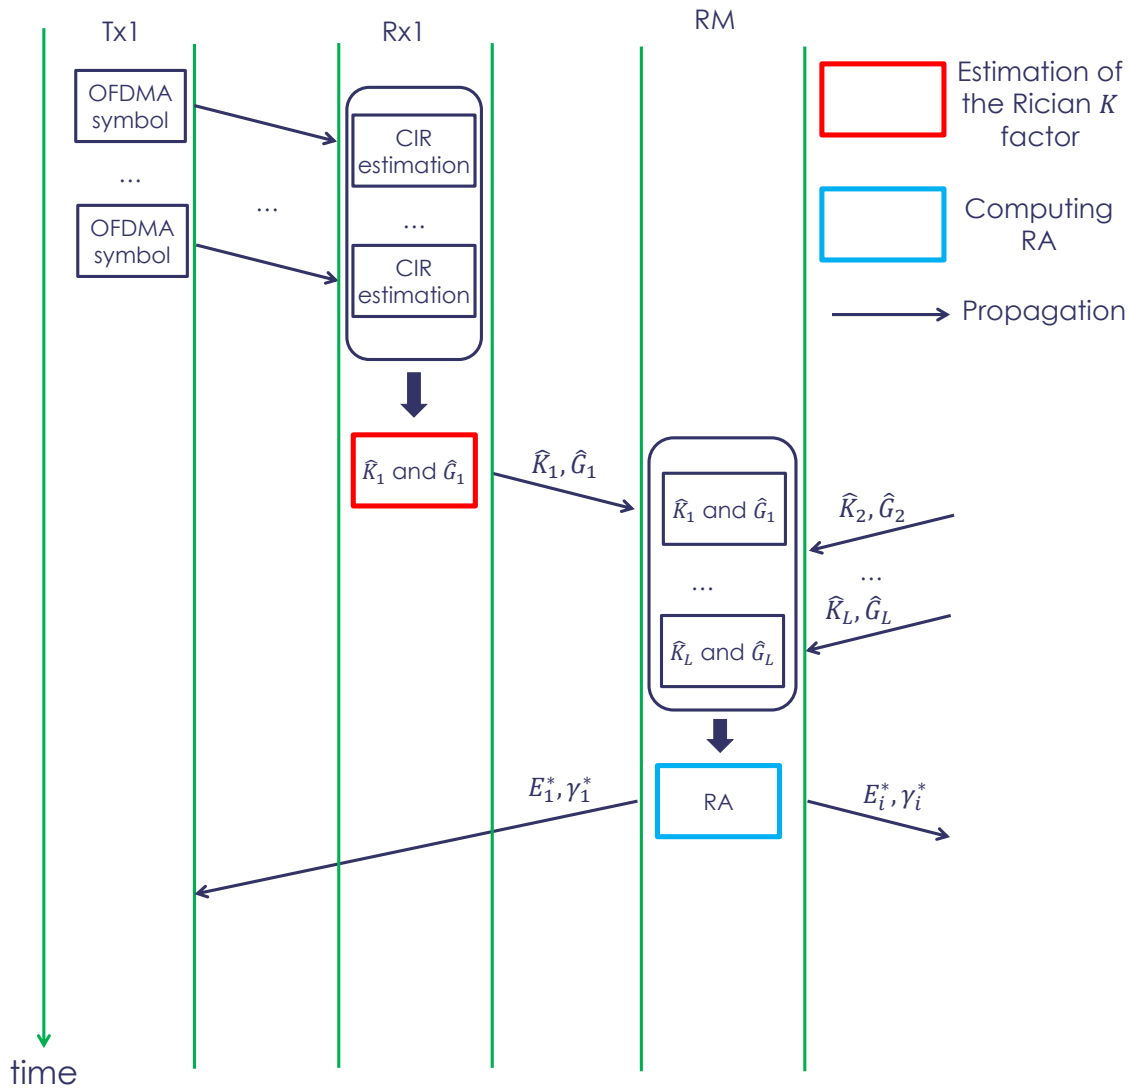 Tx1
Rx1
RM
OFDMA
symbol
...
OFDMA
symbol
...
CIR
estimation
...
CIR
estimation
Estimation of
the Rician K
factor
Computing
RA
Propagation
K̂₁ and Ĝ₁
K̂₁, Ĝ₁
K̂₁ and Ĝ₁
...
K̂_L and Ĝ_L
K̂₂, Ĝ₂
...
K̂_L, Ĝ_L
E₁*, γ₁*
RA
E_i*, γ_i*
time